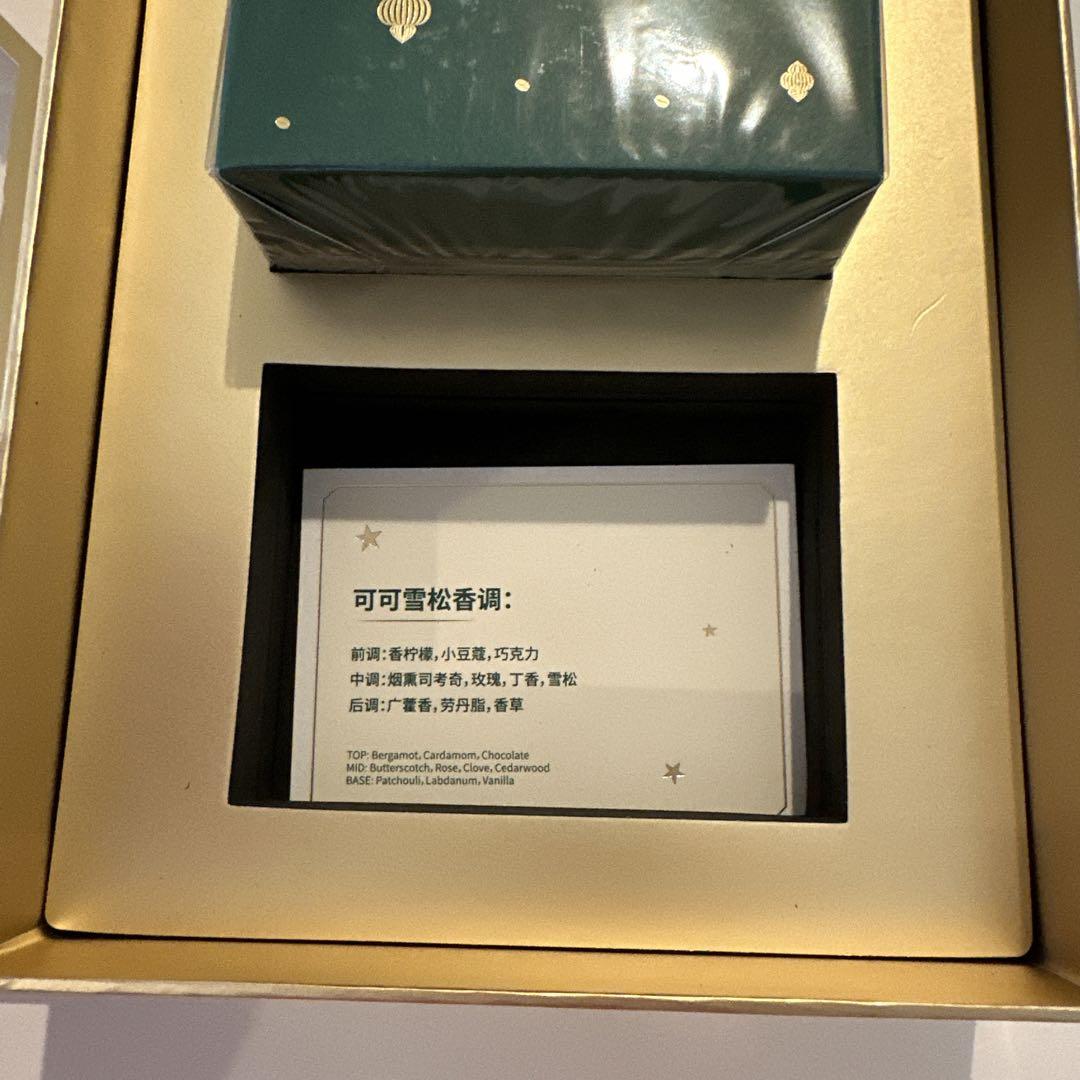 可可雪松香调：
前调：香柠檬，小豆蔻，巧克力
中调：烟熏司考奇，玫瑰，丁香，雪松
后调：广藿香，劳丹脂，香草
TOP: Bergamot, Cardamom, Chocolate
MID: Butterscotch, Rose, Clove, Cedarwood
BASE: Patchouli, Labdanum, Vanilla